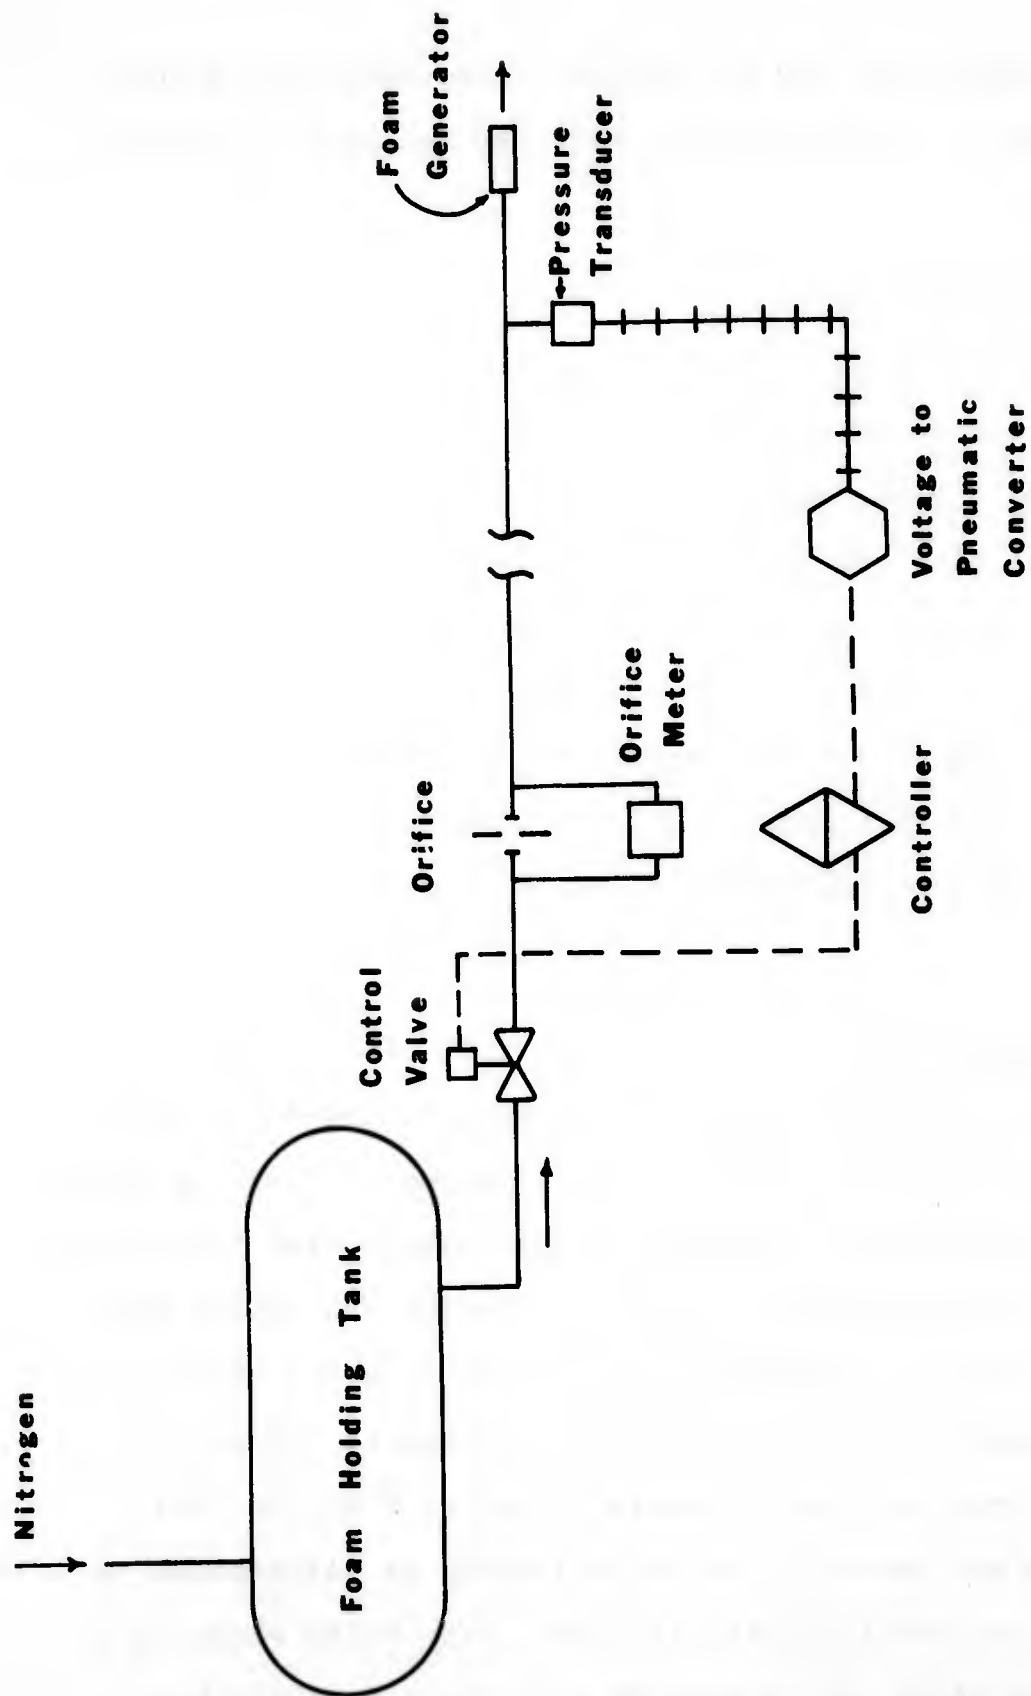 Nitrogen
Foam Holding Tank
Control
Valve
Orifice
Orifice
Meter
Controller
Voltage to
Pneumatic
Converter
Pressure
Transducer
Foam
Generator